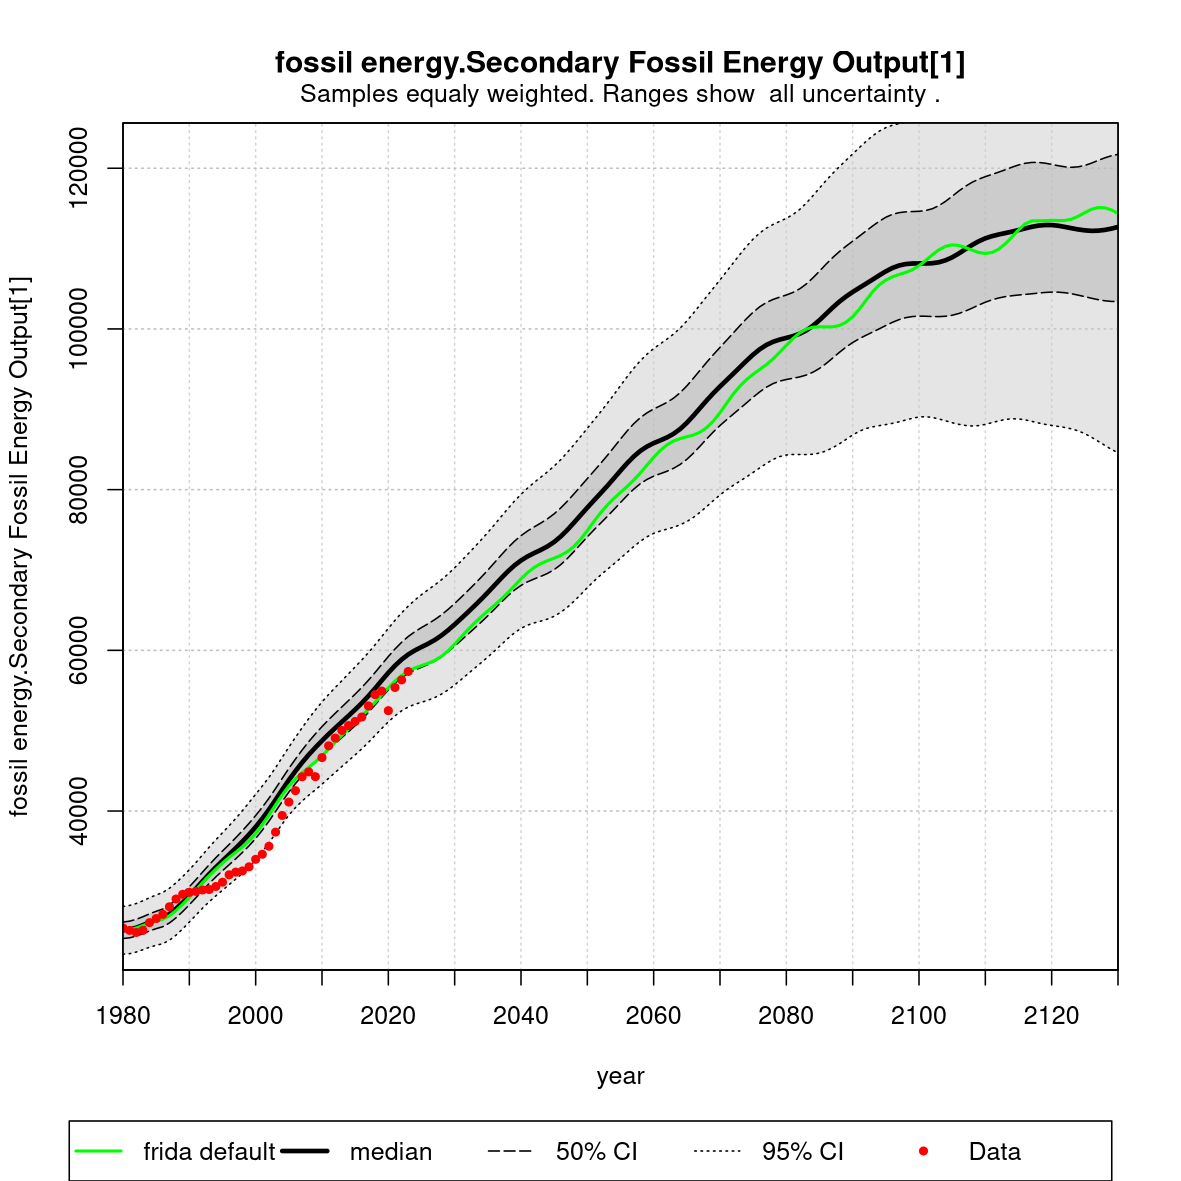 fossil energy.Secondary Fossil Energy Output[1]
Samples equaly weighted. Ranges show  all uncertainty .
fossil energy.Secondary Fossil Energy Output[1]
120000
100000
80000
60000
40000
1980 2000 2020 2040 2060 2080 2100 2120
year
frida default median 50% CI 95% CI Data